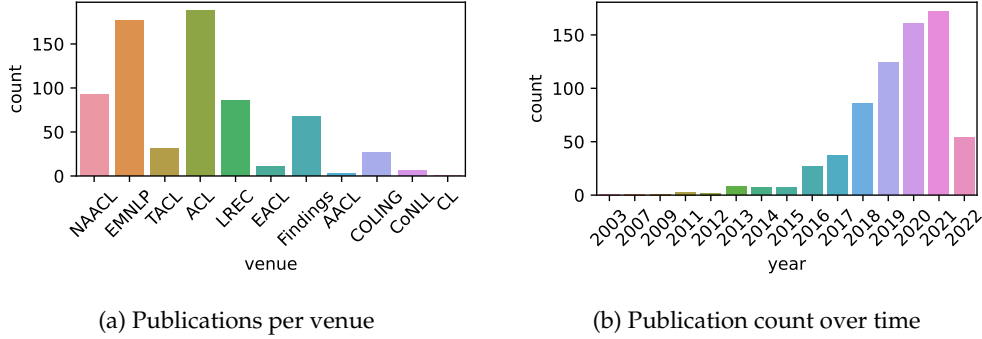 150
100
50
0
count
NAACL
EMNLP
TACL
ACL
LREC
EACL
Findings
AACL
COLING
CoNLL
CL
venue
(a) Publications per venue
150
100
50
0
count
2003
2007
2009
2011
2012
2013
2014
2015
2016
2017
2018
2019
2020
2021
2022
year
(b) Publication count over time